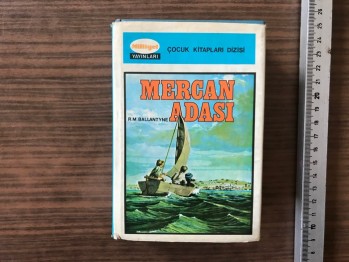 Milliyet
YAYINLARI
ÇOCUK KİTAPLARI DİZİSİ
MERCAN
ADASI
R.M.BALLANTYNE